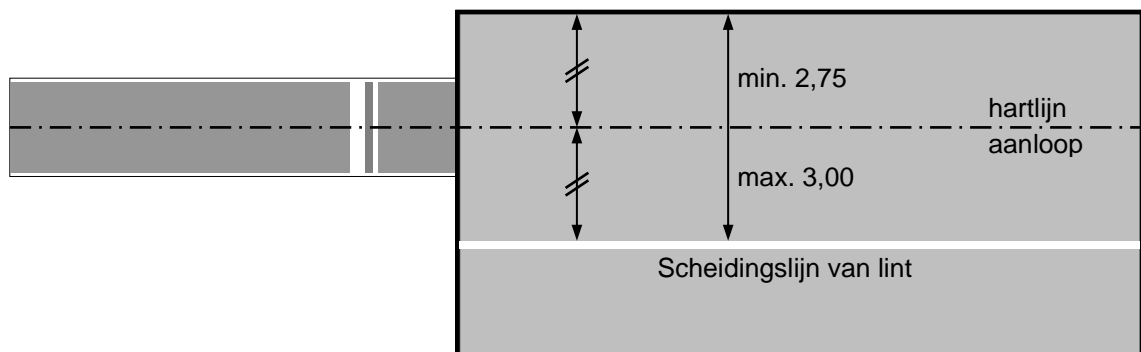 min. 2,75
hartlijn
aanloop
max. 3,00
Scheidingslijn van lint